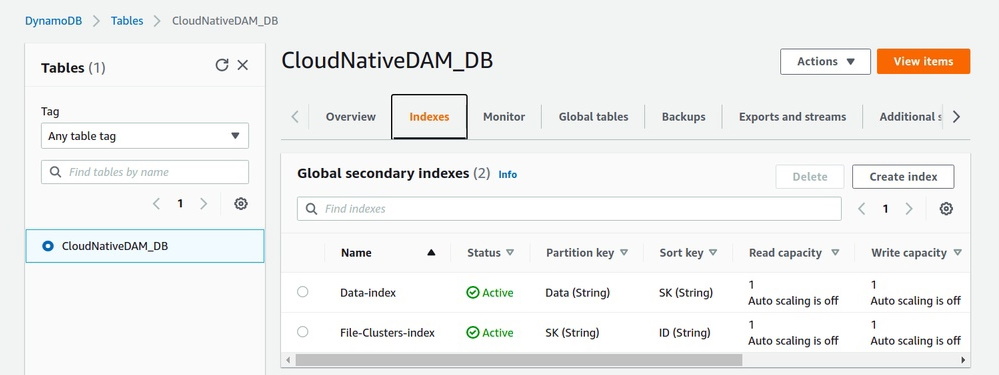 DynamoDB > Tables > CloudNativeDAM_DB
Tables (1)
Tag
Any table tag
Find tables by name
1
CloudNativeDAM_DB
CloudNativeDAM_DB
Actions
View items
Overview
Indexes
Monitor
Global tables
Backups
Exports and streams
Additional s
Global secondary indexes (2) Info
Delete
Create index
Find indexes
1
Name Status Partition key Sort key Read capacity Write capacity
Data-index Active Data (String) SK (String) 1 1
Auto scaling is off Auto scaling is off
File-Clusters-index Active SK (String) ID (String) 1 1
Auto scaling is off Auto scaling is off